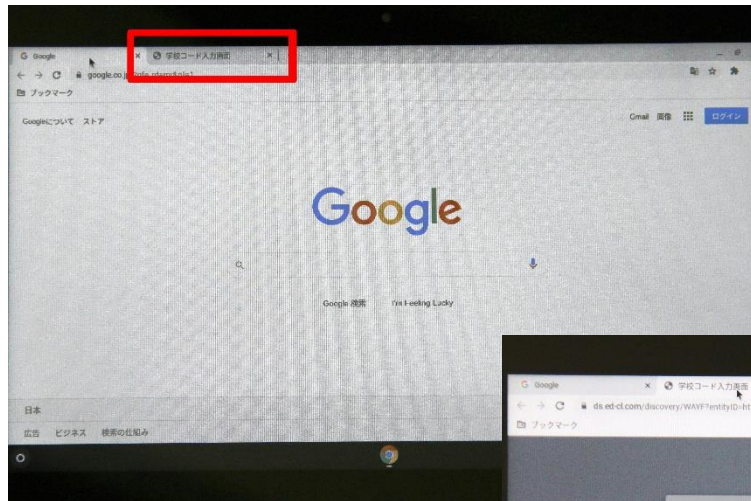 Google
学校コード入力画面
google.co.jp
ブックマーク
Googleについて ストア
Gmail 画像
ログイン
Google
Google 検索 I'm Feeling Lucky
日本
広告 ビジネス 検索の仕組み
Google
学校コード入力画面
ds.ed-cl.com/discovery/WAYF?entityID=ht
ブックマーク